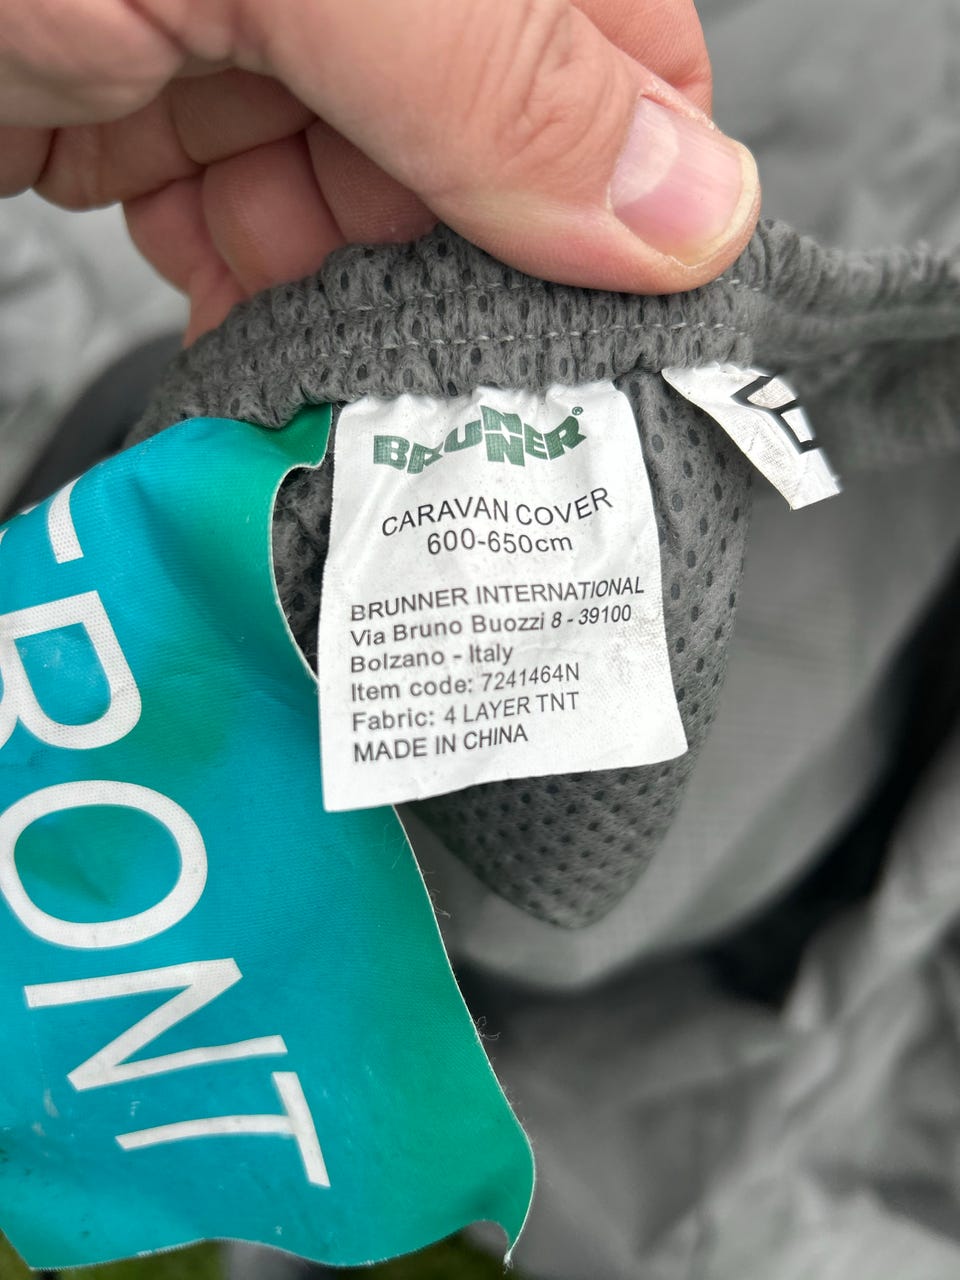 BRUNNER®
CARAVAN COVER
600-650cm
BRUNNER INTERNATIONAL
Via Bruno Buozzi 8 - 39100
Bolzano - Italy
Item code: 7241464N
Fabric: 4 LAYER TNT
MADE IN CHINA
FRONT